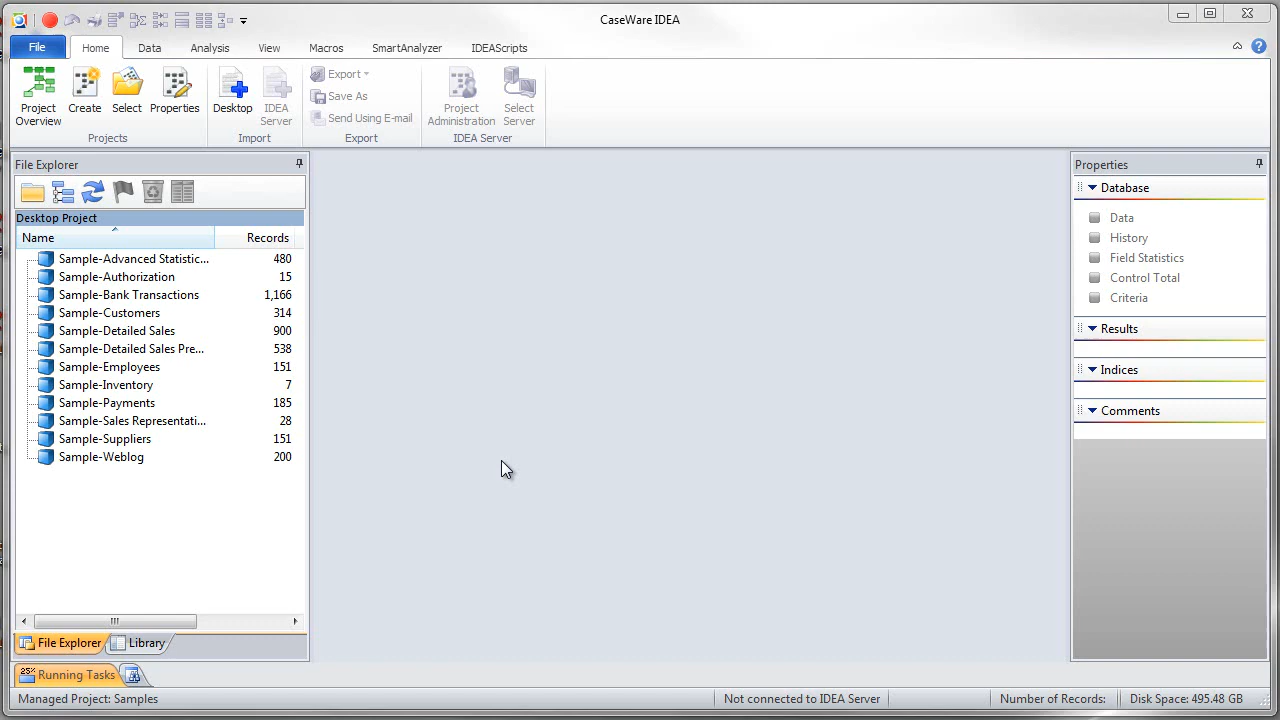 CaseWare IDEA
File Home Data Analysis View Macros SmartAnalyzer IDEAScripts
Project Overview
Create
Select
Properties
Projects
Desktop
IDEA Server
Import
Export
Save As
Send Using E-mail
Export
Project Administration
Select Server
IDEA Server
File Explorer
Desktop Project
Name Records
Sample-Advanced Statistic... 480
Sample-Authorization 15
Sample-Bank Transactions 1,166
Sample-Customers 314
Sample-Detailed Sales 900
Sample-Detailed Sales Pre... 538
Sample-Employees 151
Sample-Inventory 7
Sample-Payments 185
Sample-Sales Representati... 28
Sample-Suppliers 151
Sample-Weblog 200
File Explorer Library
25% Running Tasks
Properties
Database
Data
History
Field Statistics
Control Total
Criteria
Results
Indices
Comments
Managed Project: Samples Not connected to IDEA Server Number of Records: Disk Space: 495.48 GB